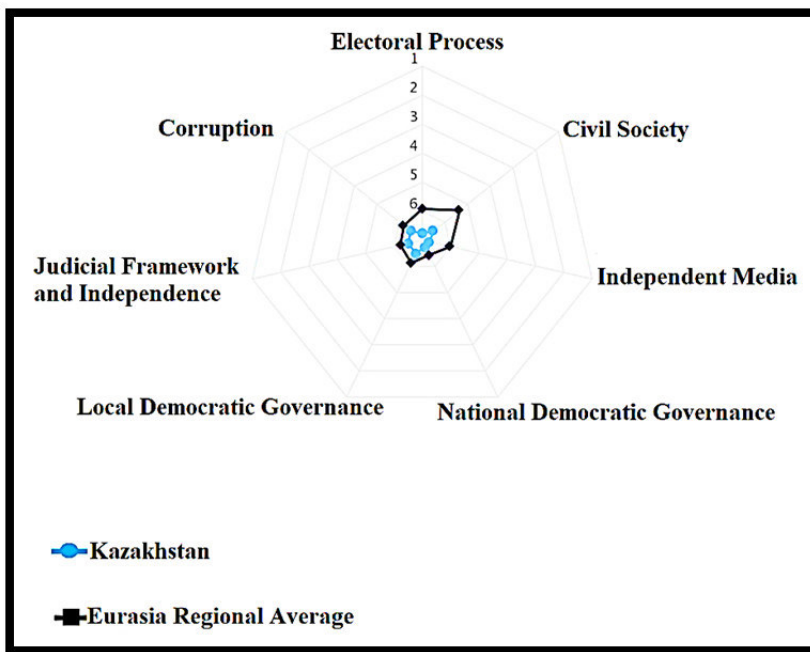 Electoral Process
1
2
3
4
5
6
Corruption
Civil Society
Judicial Framework
and Independence
Independent Media
Local Democratic Governance
National Democratic Governance
Kazakhstan
Eurasia Regional Average